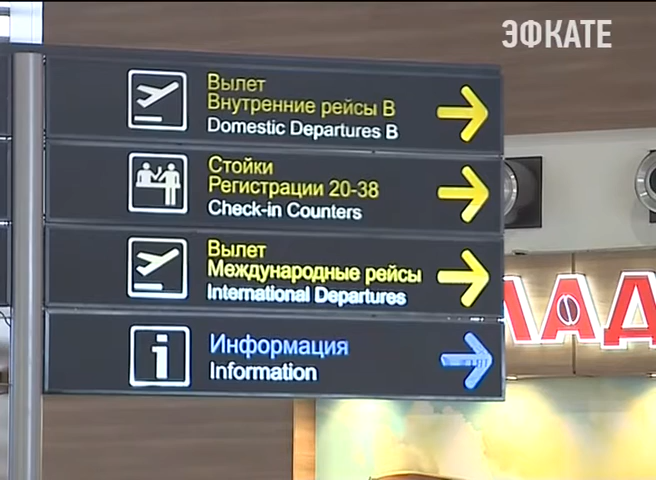 ЭФКАТЕ
Вылет
Внутренние рейсы B
Domestic Departures B
Стойки
Регистрации 20-38
Check-in Counters
Вылет
Международные рейсы
International Departures
Информация
Information